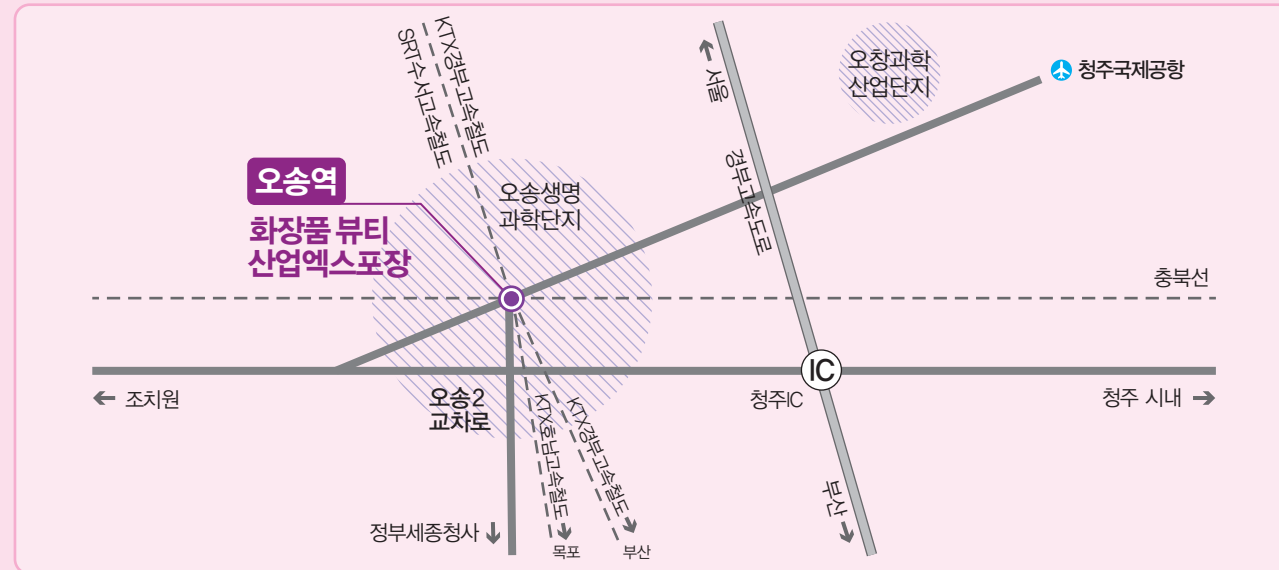 KTX경부고속철도
SRT수서고속철도
서울
오창과학
산업단지
청주국제공항
오송역
화장품 뷰티
산업엑스포장
오송생명
과학단지
경부고속도로
충북선
조치원
오송2
교차로
IC
청주IC
청주 시내
KTX호남고속철도
KTX경부고속철도
정부세종청사
목포
부산
부산